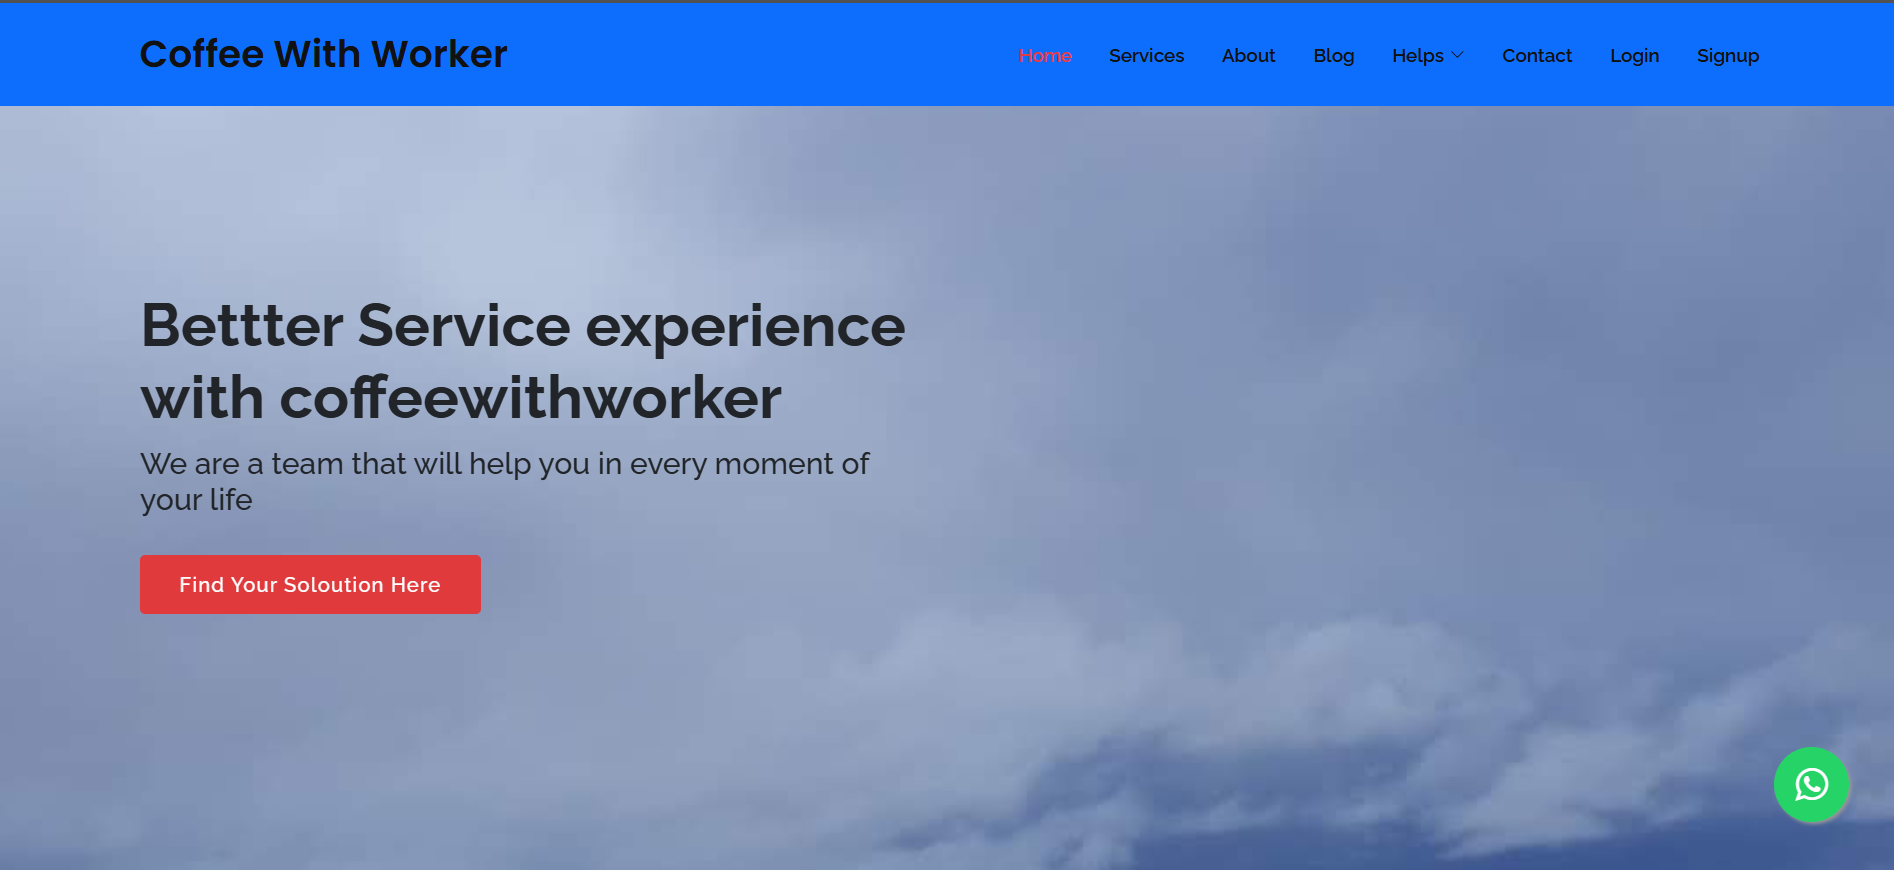 Coffee With Worker
Home Services About Blog Helps Contact Login Signup
Bettter Service experience
with coffeewithworker
We are a team that will help you in every moment of
your life
Find Your Soloution Here